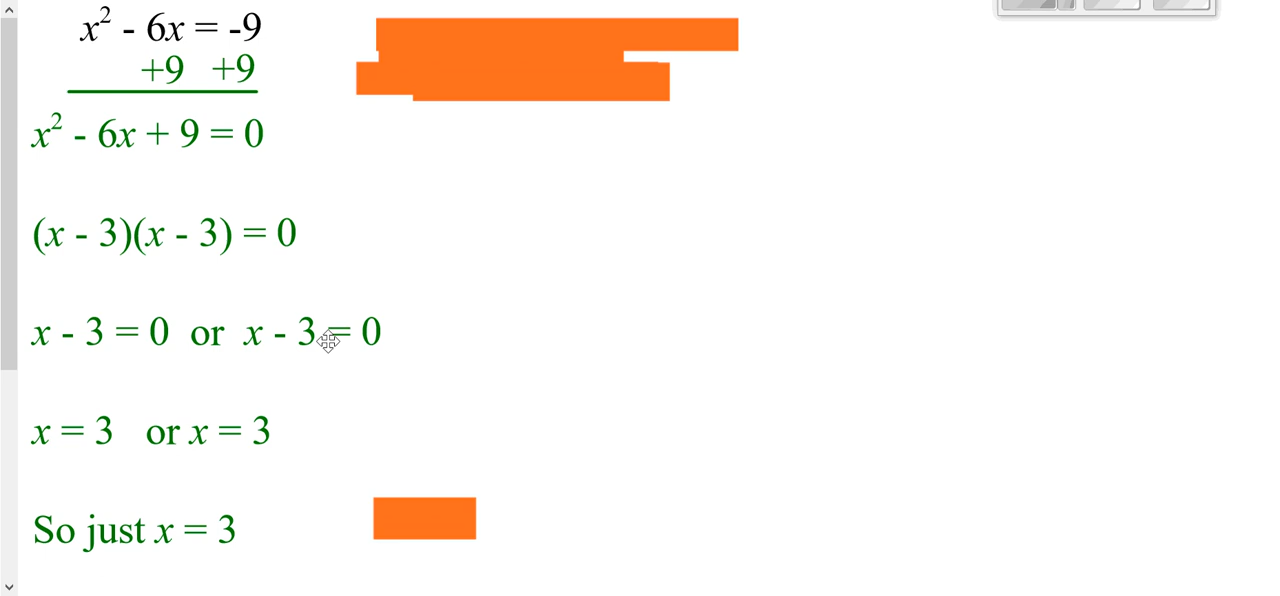 x² - 6x = -9
+9 +9
x² - 6x + 9 = 0
(x - 3)(x - 3) = 0
x - 3 = 0 or x - 3 = 0
x = 3 or x = 3
So just x = 3